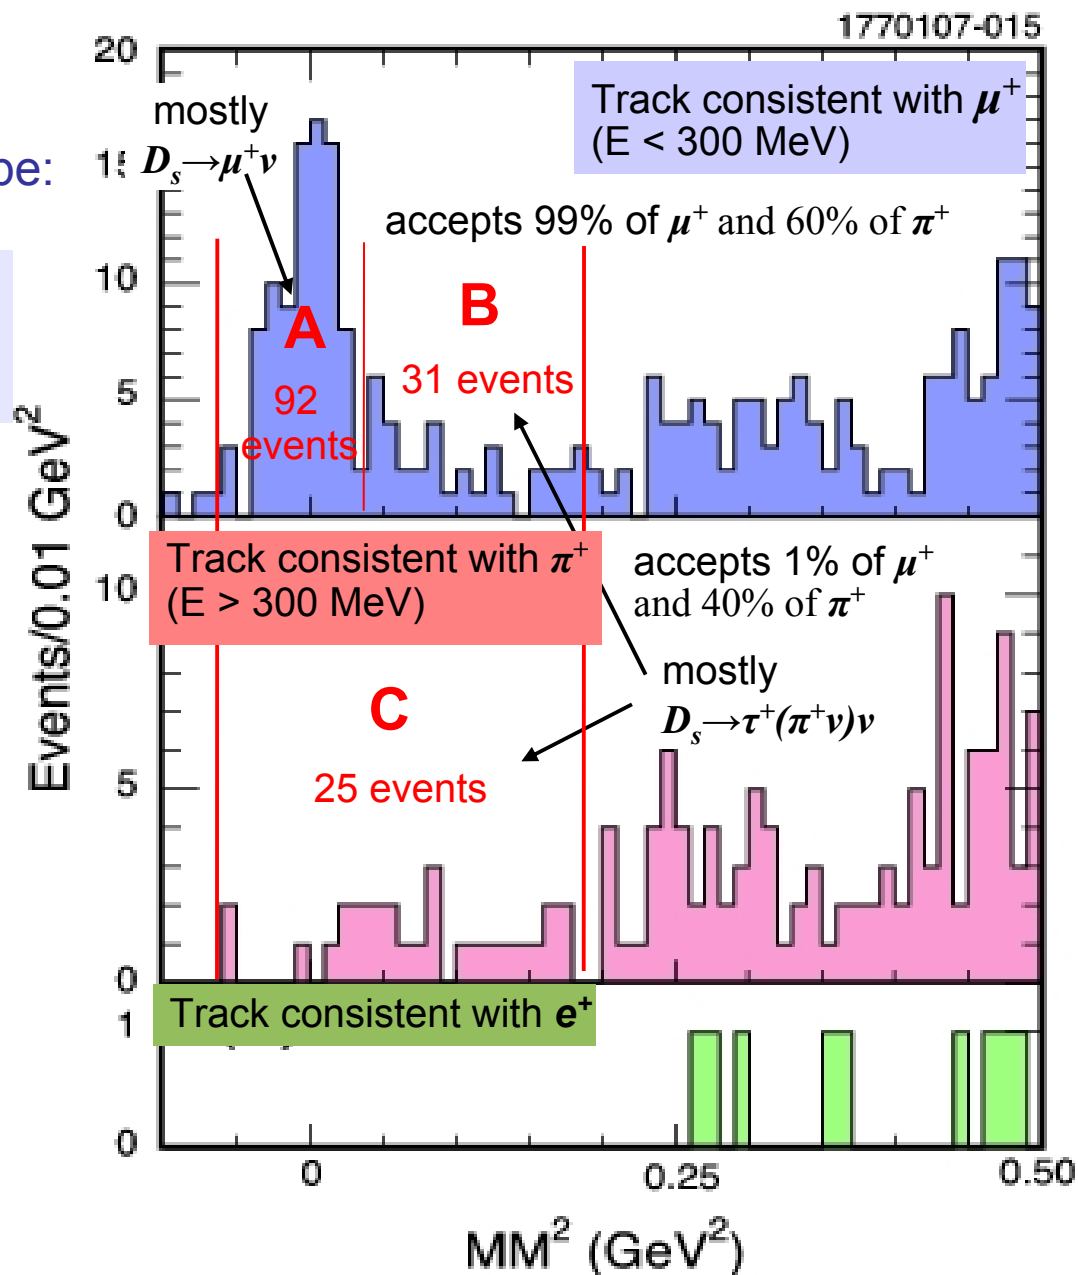 1770107-015
20
mostly
Track consistent with μ⁺
(E < 300 MeV)
Dₛ→μ⁺ν
accepts 99% of μ⁺ and 60% of π⁺
10
A
B
92
events
31 events
5
0
Events/0.01 GeV²
Track consistent with π⁺
(E > 300 MeV)
accepts 1% of μ⁺
and 40% of π⁺
10
mostly
Dₛ→τ⁺(π⁺ν)ν
C
25 events
5
0
Track consistent with e⁺
1
0
0
0.25
0.50
MM² (GeV²)